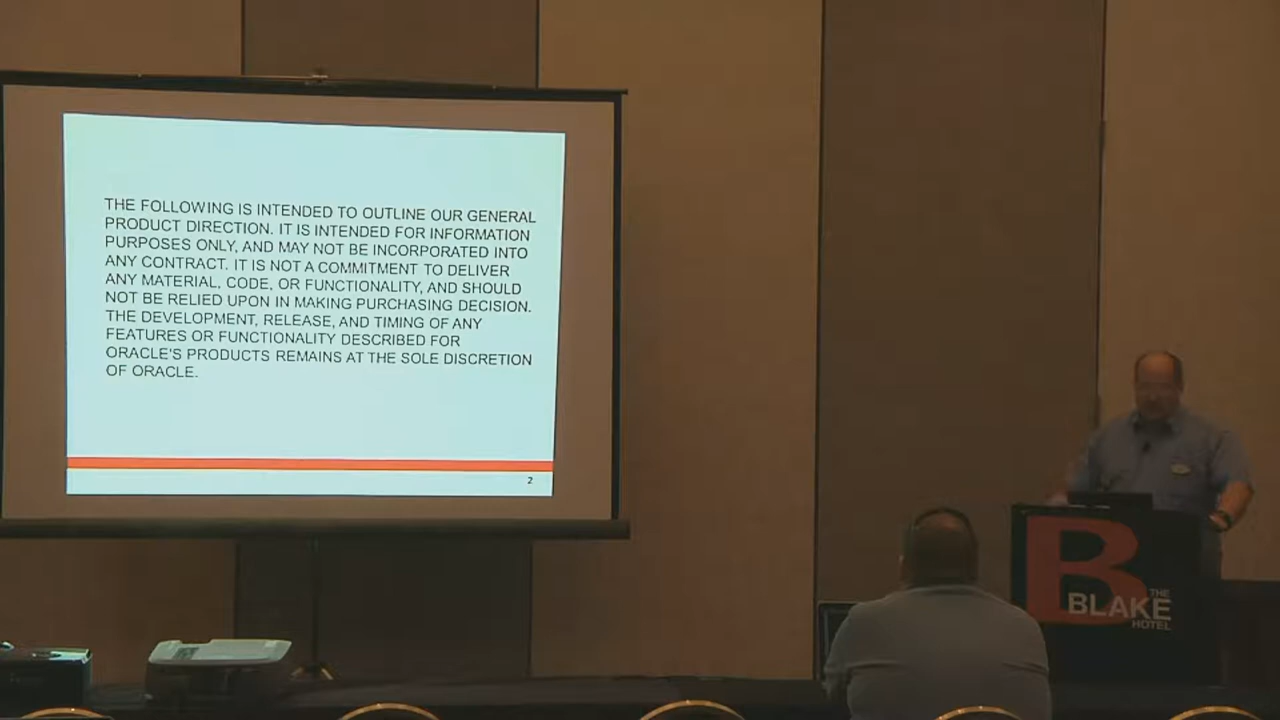 THE FOLLOWING IS INTENDED TO OUTLINE OUR GENERAL
PRODUCT DIRECTION. IT IS INTENDED FOR INFORMATION
PURPOSES ONLY, AND MAY NOT BE INCORPORATED INTO
ANY CONTRACT. IT IS NOT A COMMITMENT TO DELIVER
ANY MATERIAL, CODE, OR FUNCTIONALITY, AND SHOULD
NOT BE RELIED UPON IN MAKING PURCHASING DECISION.
THE DEVELOPMENT, RELEASE, AND TIMING OF ANY
FEATURES OR FUNCTIONALITY DESCRIBED FOR
ORACLE'S PRODUCTS REMAINS AT THE SOLE DISCRETION
OF ORACLE.
2
B
THE
BLAKE
HOTEL